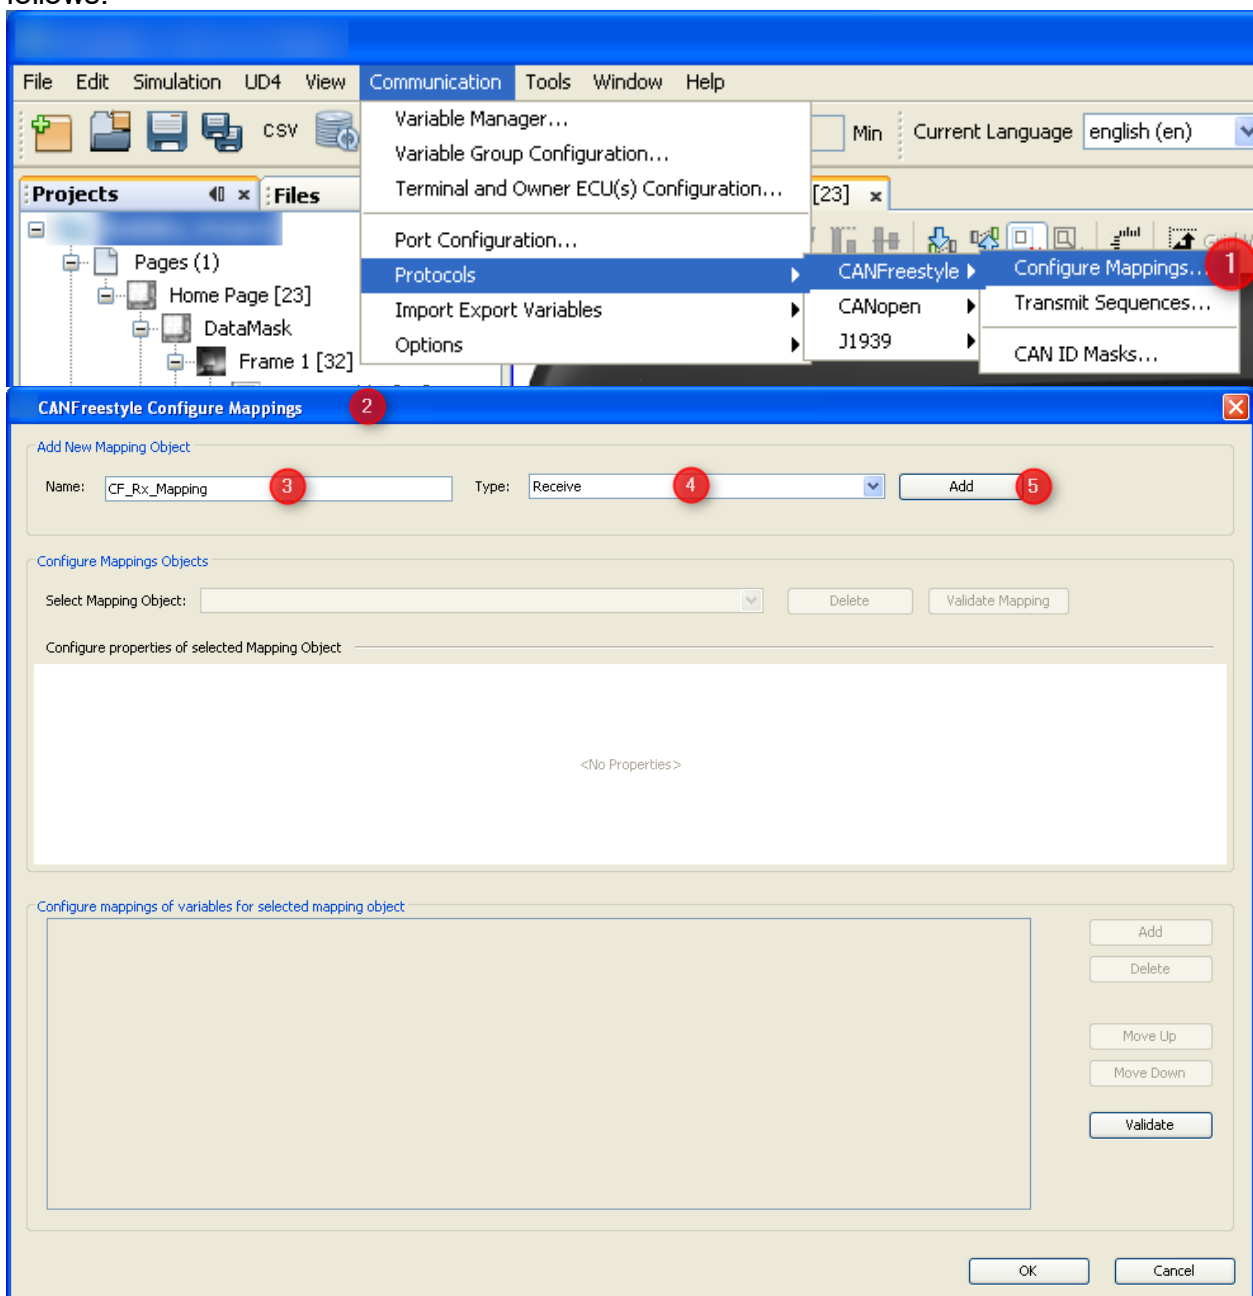 follows:
File Edit Simulation UD4 View Communication Tools Window Help
CSV
Min Current Language english (en)
Projects Files
[23]
Variable Manager...
Variable Group Configuration...
Terminal and Owner ECU(s) Configuration...
Port Configuration...
Protocols
Import Export Variables
Options
CANFreestyle
CANopen
J1939
Configure Mappings... 1
Transmit Sequences...
CAN ID Masks...
Pages (1)
Home Page [23]
DataMask
Frame 1 [32]
CANFreestyle Configure Mappings 2
Add New Mapping Object
Name: CF_Rx_Mapping 3 Type: Receive 4 Add 5
Configure Mappings Objects
Select Mapping Object: Delete Validate Mapping
Configure properties of selected Mapping Object
<No Properties>
Configure mappings of variables for selected mapping object
Add
Delete
Move Up
Move Down
Validate
OK Cancel